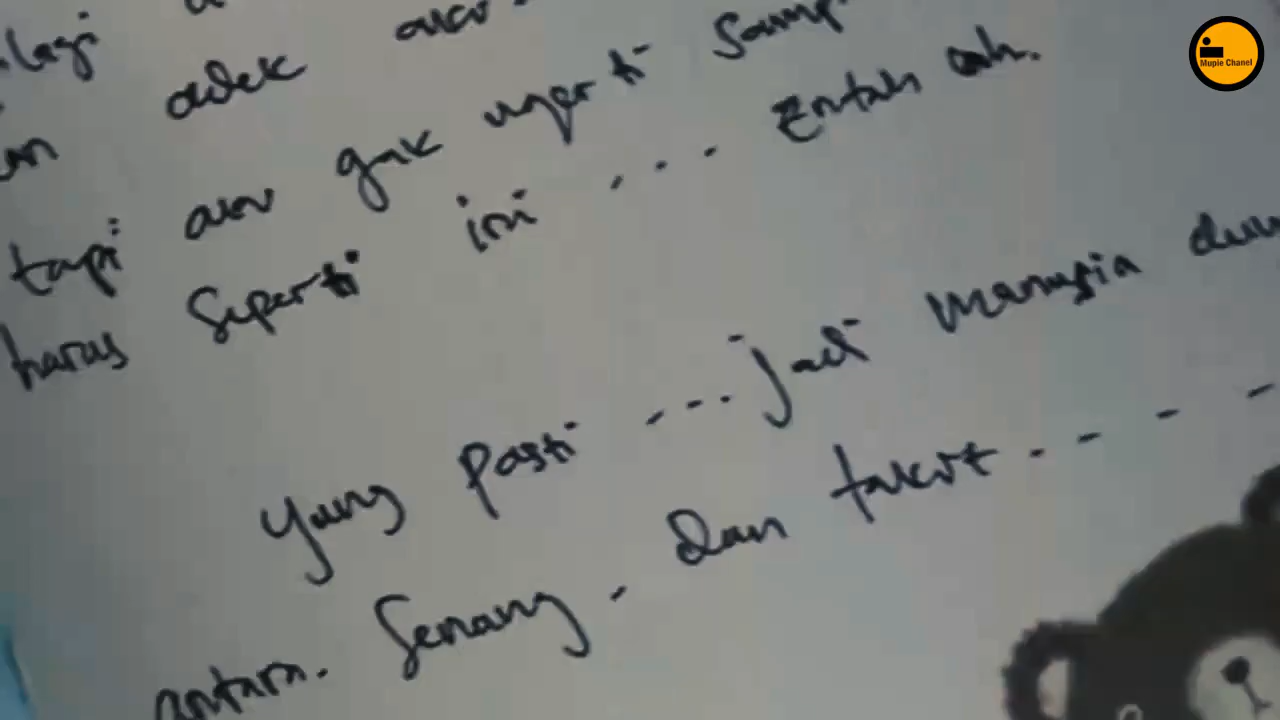 lagi
adek
tapi aku gak ngerti
harus seperti ini ... Entah ah.
Yang pasti ... jadi manusia
antara. Senang - dan takut . - - -
Mupie Chanel